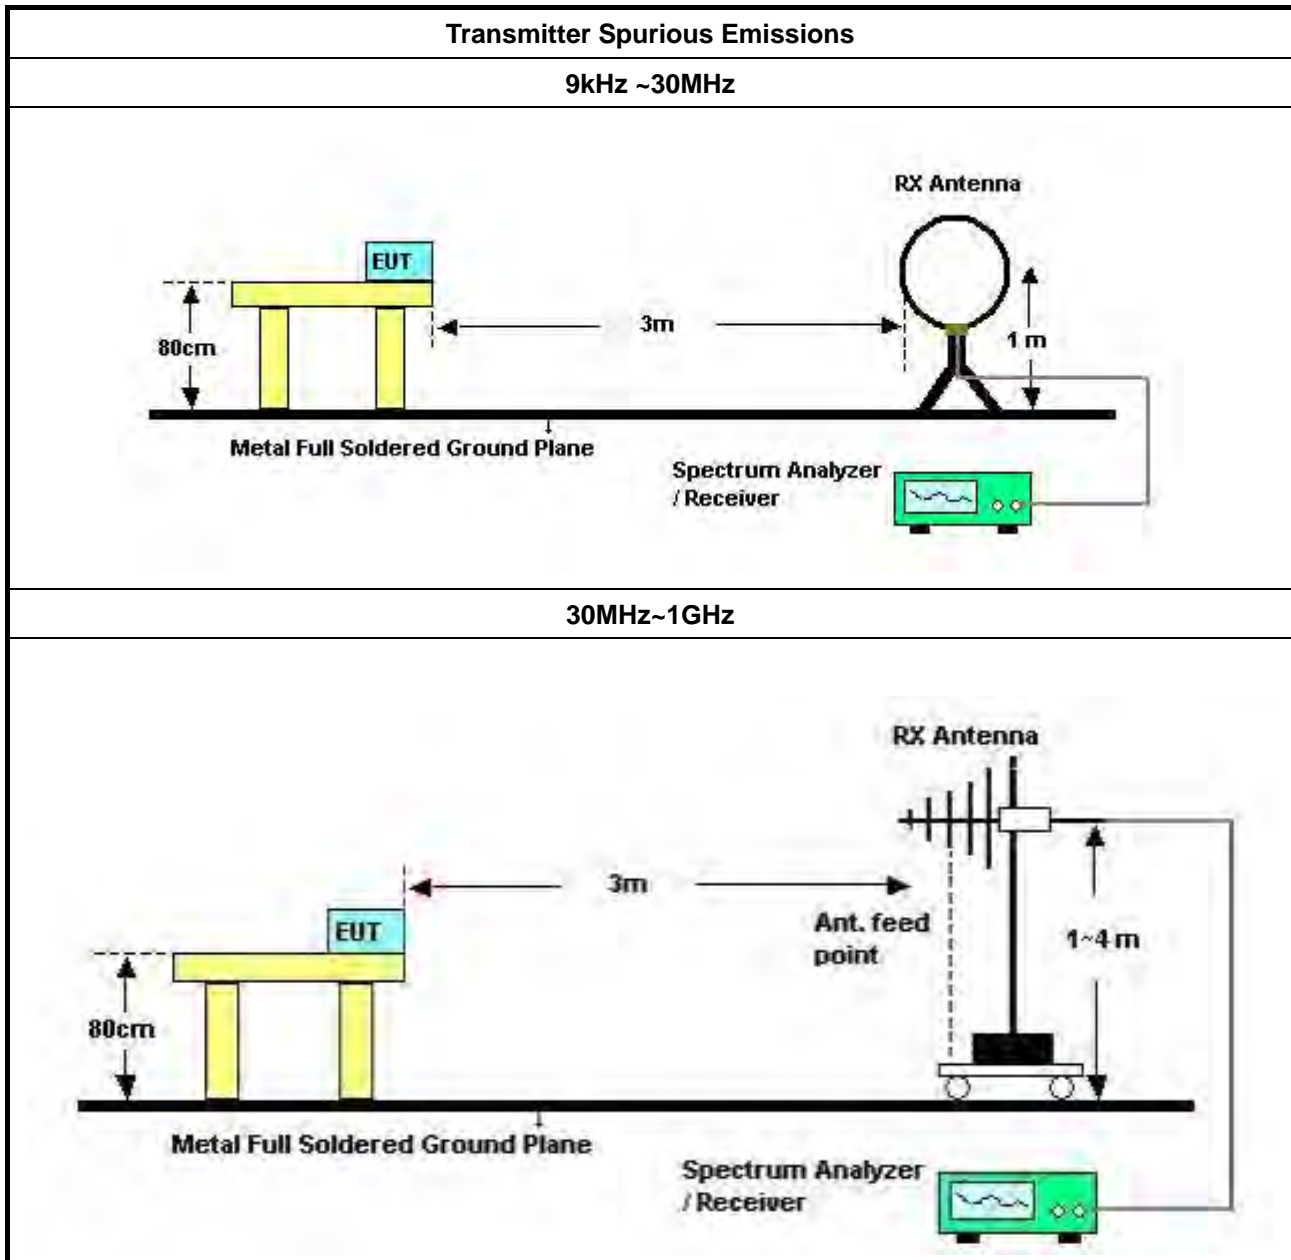 Transmitter Spurious Emissions
9kHz ~30MHz
RX Antenna
EUT
3m
80cm
1 m
Metal Full Soldered Ground Plane
Spectrum Analyzer
/ Receiver
30MHz~1GHz
RX Antenna
3m
EUT
Ant. feed
point
1~4 m
80cm
Metal Full Soldered Ground Plane
Spectrum Analyzer
/ Receiver